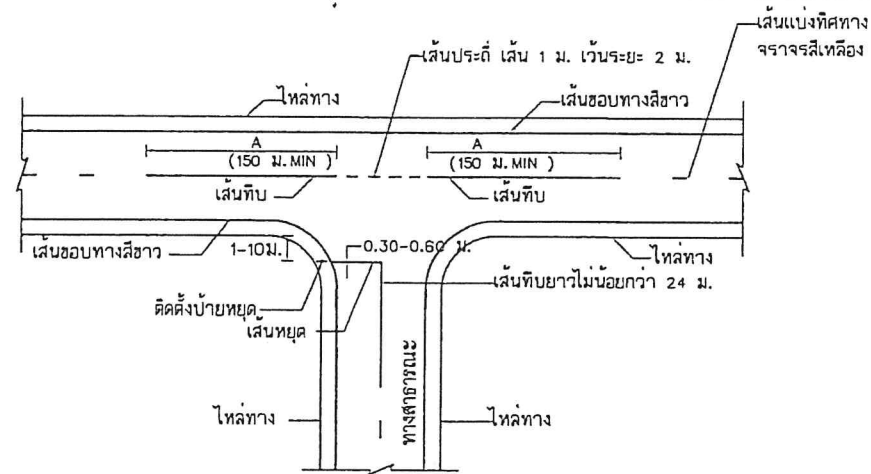 เส้นแบ่งทิศทาง
จราจรสีเหลือง
เส้นประถี่ เส้น 1 ม. เว้นระยะ 2 ม.
ไหล่ทาง
เส้นขอบทางสีขาว
A
(150 ม. MIN )
A
(150 ม. MIN )
เส้นทึบ
เส้นทึบ
เส้นขอบทางสีขาว
1-10ม.
0.30-0.60 ม.
ไหล่ทาง
เส้นทึบยาวไม่น้อยกว่า 24 ม.
ติดตั้งป้ายหยุด
เส้นหยุด
ทางสาธารณะ
ไหล่ทาง
ไหล่ทาง